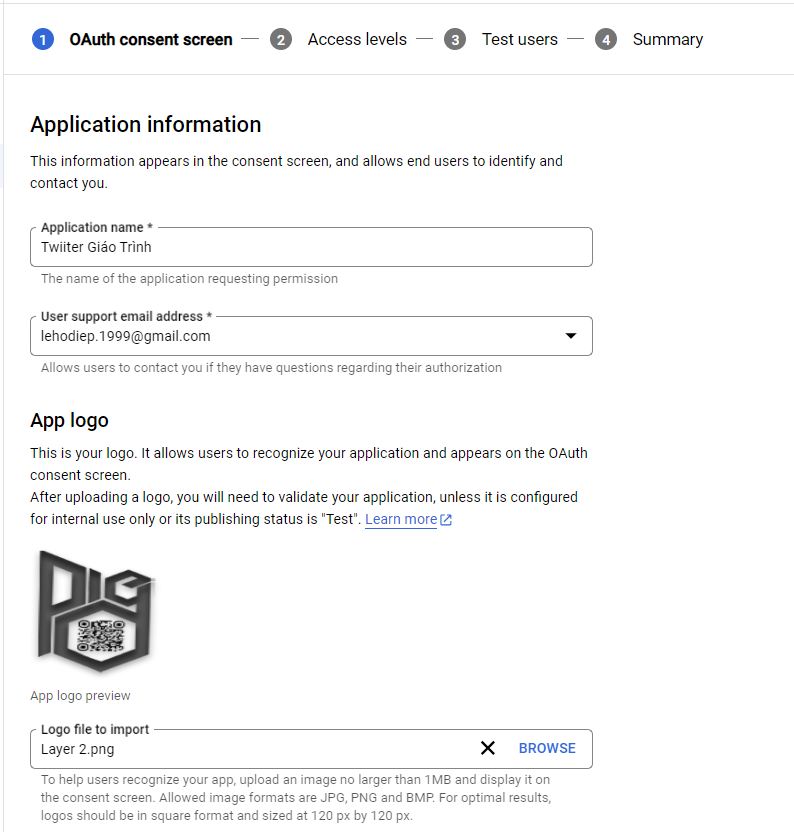 1 OAuth consent screen — 2 Access levels — 3 Test users — 4 Summary
Application information
This information appears in the consent screen, and allows end users to identify and
contact you.
Application name *
Twiiter Giáo Trình
The name of the application requesting permission
User support email address *
lehodiep.1999@gmail.com
Allows users to contact you if they have questions regarding their authorization
App logo
This is your logo. It allows users to recognize your application and appears on the OAuth
consent screen.
After uploading a logo, you will need to validate your application, unless it is configured
for internal use only or its publishing status is "Test". Learn more
App logo preview
Logo file to import
Layer 2.png
BROWSE
To help users recognize your app, upload an image no larger than 1MB and display it on
the consent screen. Allowed image formats are JPG, PNG and BMP. For optimal results,
logos should be in square format and sized at 120 px by 120 px.